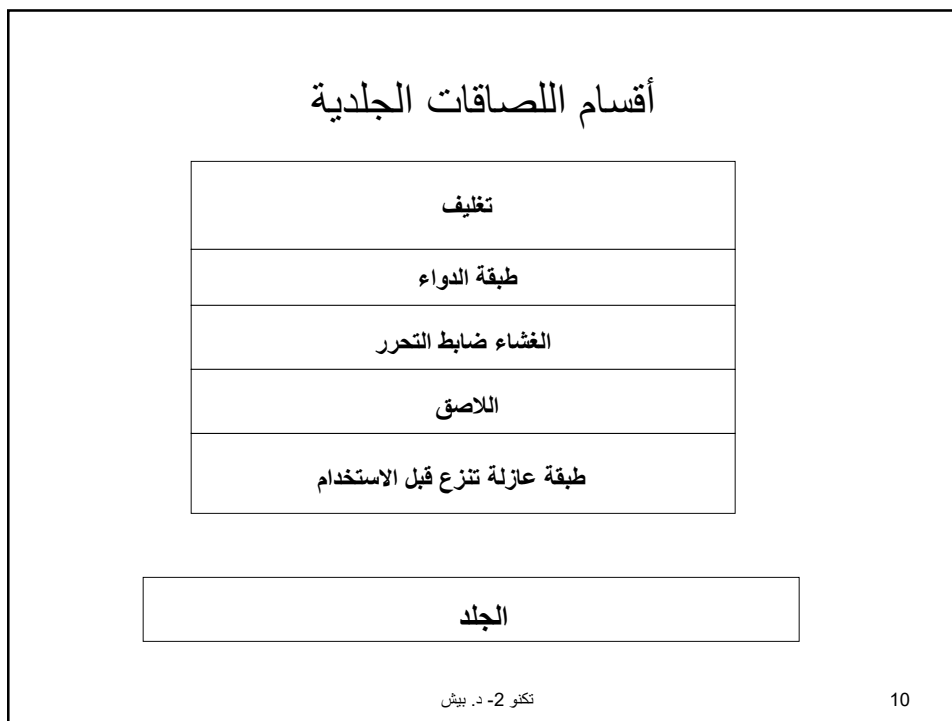 أقسام اللصاقات الجلدية
تغليف
طبقة الدواء
الغشاء ضابط التحرر
اللاصق
طبقة عازلة تنزع قبل الاستخدام
الجلد
تكنو 2- د. بيش
10